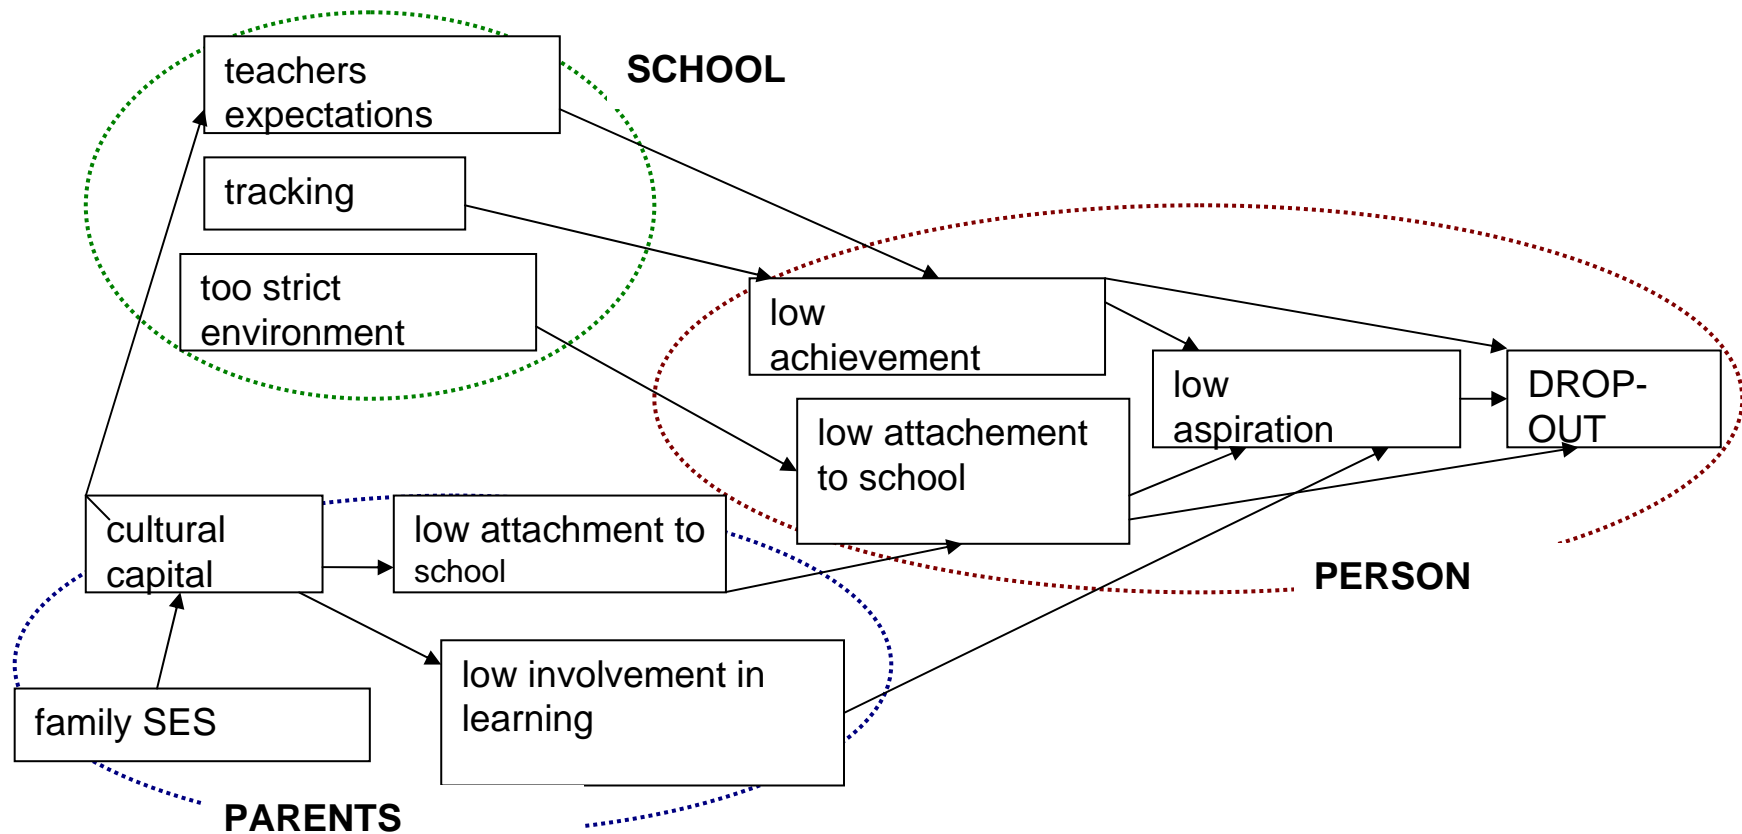 teachers
expectations
SCHOOL
tracking
too strict
environment
low
achievement
low
aspiration
DROP-
OUT
low attachement
to school
cultural
capital
low attachment to
school
PERSON
low involvement in
learning
family SES
PARENTS